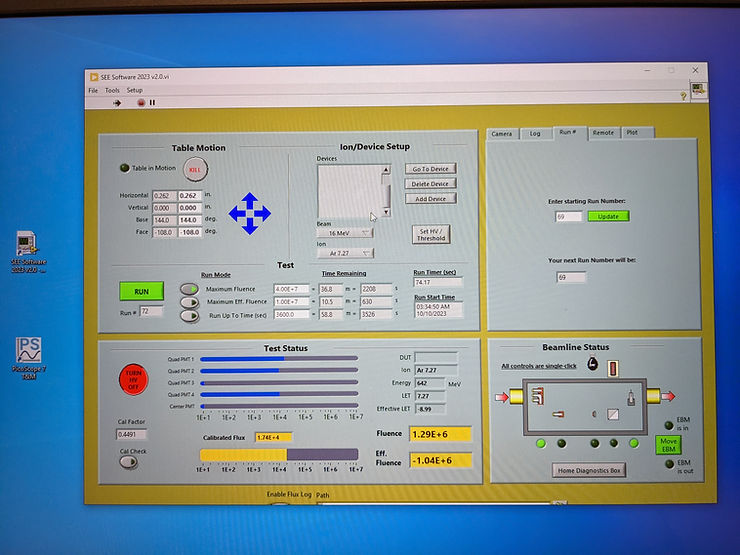 SEE Software 2023 v2.0.vi
File Tools Setup
?
Table Motion
Table in Motion
KILL
Horizontal 0.262 0.262 in.
Vertical 0.000 0.000 in.
Base 144.0 144.0 deg.
Face -108.0 -108.0 deg.
Ion/Device Setup
Devices
Go To Device
Delete Device
Add Device
Beam
16 MeV
Ion
Ar 7.27
Set HV /
Threshold
Test
Run Mode
Time Remaining
RUN
Run # 72
Maximum Fluence 4.00E+7 = 36.8 m = 2208 s
Maximum Eff. Fluence 1.00E+7 = 10.5 m = 630 s
Run Up To Time (sec) 3600.0 = 58.8 m = 3526 s
Run Timer (sec)
74.17
Run Start Time
03:34:50 AM
10/10/2023
Camera Log Run # Remote Plot
Enter starting Run Number:
69 Update
Your next Run Number will be:
69
SEE Software
2023 v2.0 -...
PS
PicoScope 7
T&M
Test Status
TURN
HV
OFF
Cal Factor
0.4491
Cal Check
Quad PMT 1
Quad PMT 2
Quad PMT 3
Quad PMT 4
Center PMT
1E+1 1E+2 1E+3 1E+4 1E+5 1E+6 1E+7
Calibrated Flux 1.74E+4
1E+1 1E+2 1E+3 1E+4 1E+5 1E+6 1E+7
DUT
Ion Ar 7.27
Energy 642 MeV
LET 7.27
Effective LET -8.99
Fluence 1.29E+6
Eff.
Fluence -1.04E+6
Beamline Status
All controls are single-click
EBM
is in
Move
EBM
EBM
is out
Home Diagnostics Box
Enable Flux Log Path